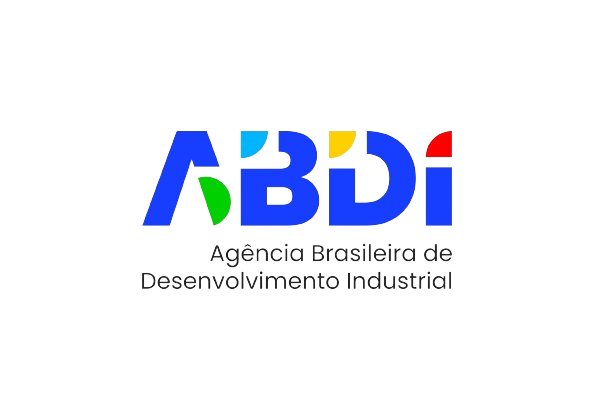 ABDi
Agência Brasileira de
Desenvolvimento Industrial